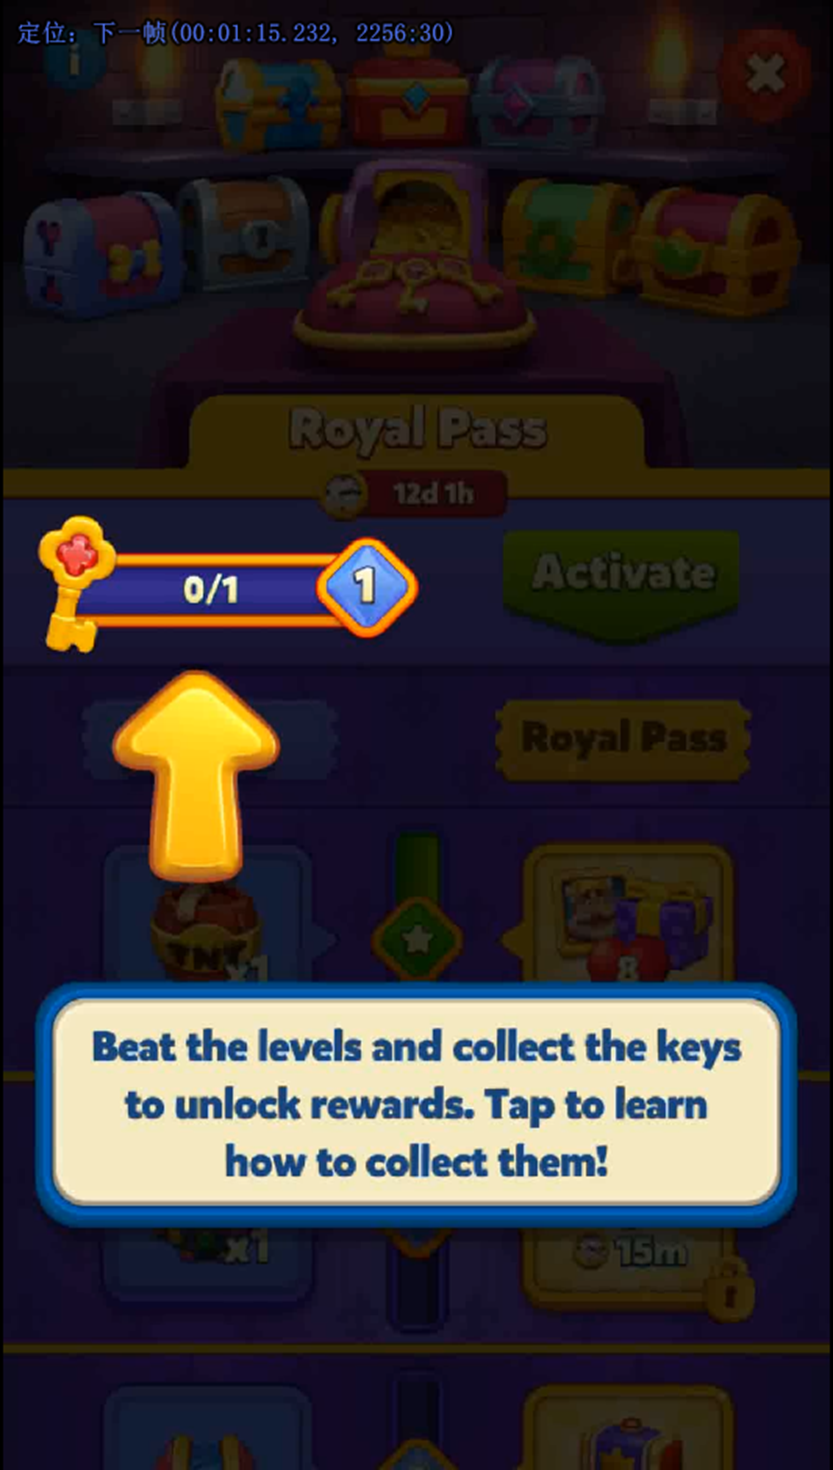 定位: 下一帧(00:01:15.232, 2256:30)
i
Royal Pass
12d 1h
0/1
1
Activate
Royal Pass
TNT
x1
8
Beat the levels and collect the keys
to unlock rewards. Tap to learn
how to collect them!
x1
15m